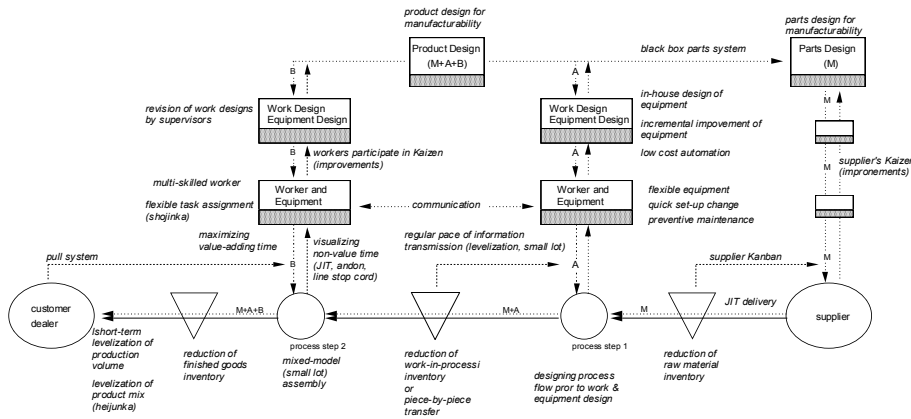 product design for
manufacturability
parts design for
manufacturability
Product Design
(M+A+B)
black box parts system
Parts Design
(M)
B
A
M
revision of work designs
by supervisors
Work Design
Equipment Design
Work Design
Equipment Design
in-house design of
equipment
incremental impovement of
equipment
B
workers participate in Kaizen
(improvements)
A
low cost automation
M
supplier's Kaizen
(impronements)
multi-skilled worker
flexible task assignment
(shojinka)
Worker and
Equipment
communication
Worker and
Equipment
flexible equipment
quick set-up change
preventive maintenance
maximizing
value-adding time
visualizing
non-value time
(JIT, andon,
line stop cord)
regular pace of information
transmission (levelization, small lot)
pull system
B
A
supplier Kanban
M
customer
dealer
M+A+B
M+A
M
JIT delivery
supplier
process step 2
process step 1
lshort-term
levelization of
production
volume
levelization of
product mix
(heijunka)
reduction of
finished goods
inventory
mixed-model
(small lot)
assembly
reduction of
work-in-processi
inventory
or
piece-by-piece
transfer
designing process
flow pror to work &
equipment design
reduction of
raw material
inventory